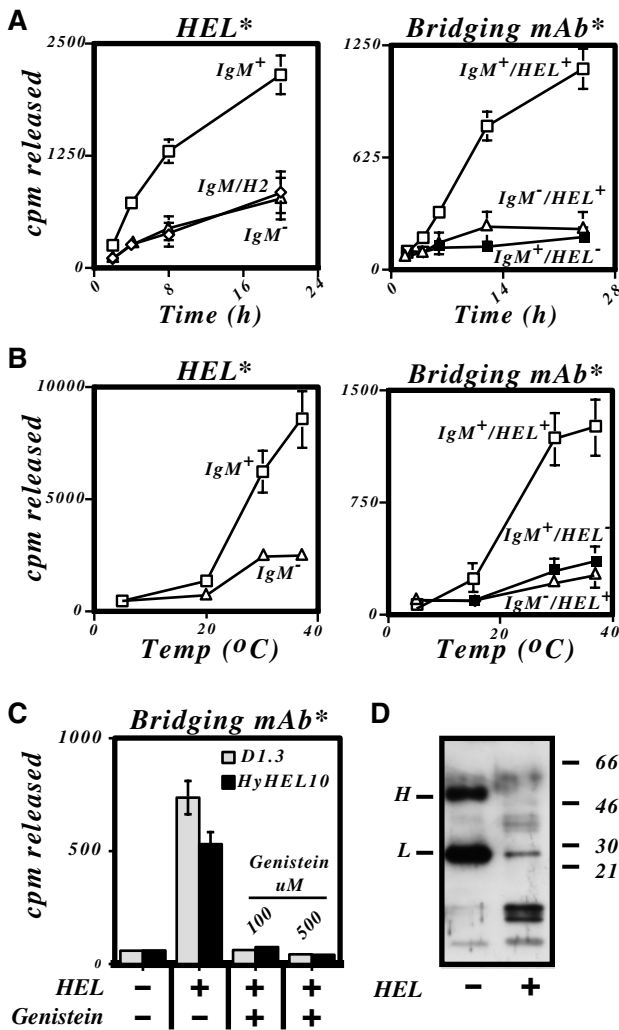 A
HEL*
Bridging mAb*
2500
1250
0
cpm released
IgM+
IgM/H2
IgM-
0 8 16 24
Time (h)
1250
625
0
IgM+/HEL+
IgM-/HEL+
IgM+/HEL-
0 14 28
Time (h)
B
HEL*
Bridging mAb*
10000
5000
0
cpm released
IgM+
IgM-
0 20 40
Temp (oC)
1500
750
0
IgM+/HEL+
IgM+/HEL-
IgM-/HEL+
0 20 40
Temp (oC)
C
Bridging mAb*
1000
500
0
cpm released
D1.3
HyHEL10
Genistein
uM
100 500
HEL - + + +
Genistein - - + +
D
H
L
66
46
30
21
HEL - +